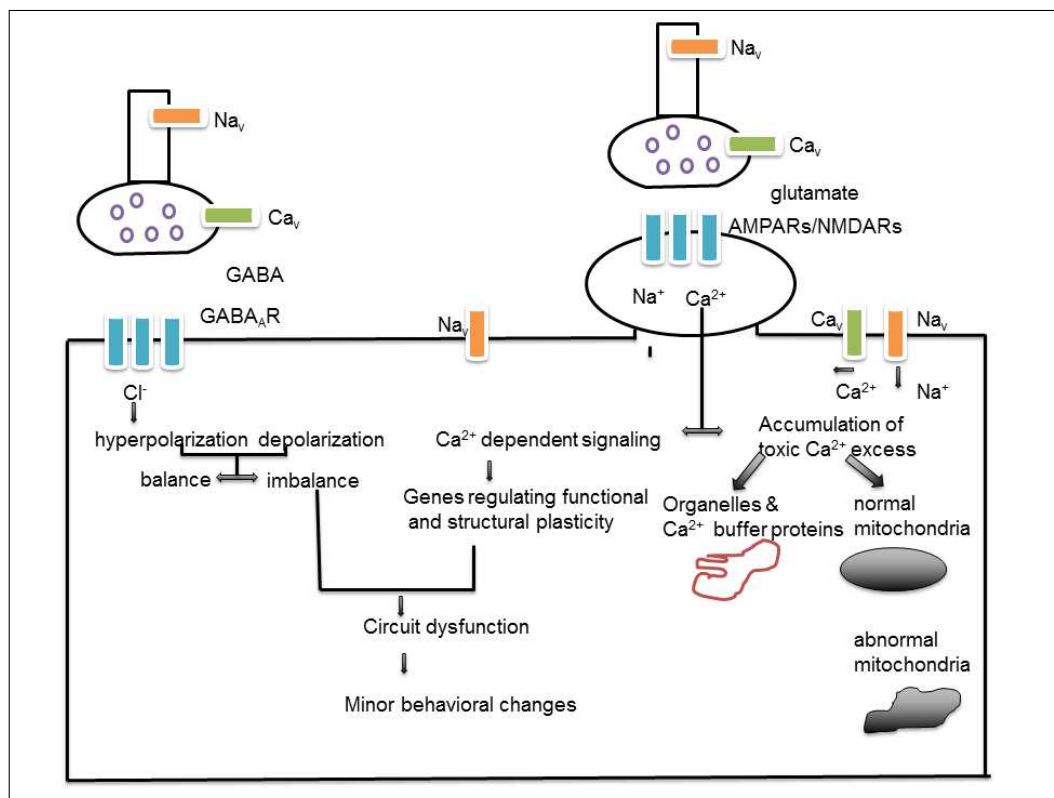 Naᵥ
Naᵥ
Caᵥ
glutamate
Caᵥ
AMPARs/NMDARs
GABA
GABA_AR
Na⁺ Ca²⁺
Naᵥ
Caᵥ
Naᵥ
Cl⁻
Ca²⁺
Na⁺
hyperpolarization depolarization
balance
imbalance
Ca²⁺ dependent signaling
Genes regulating functional
and structural plasticity
Accumulation of
toxic Ca²⁺ excess
Organelles &
Ca²⁺ buffer proteins
normal
mitochondria
Circuit dysfunction
Minor behavioral changes
abnormal
mitochondria